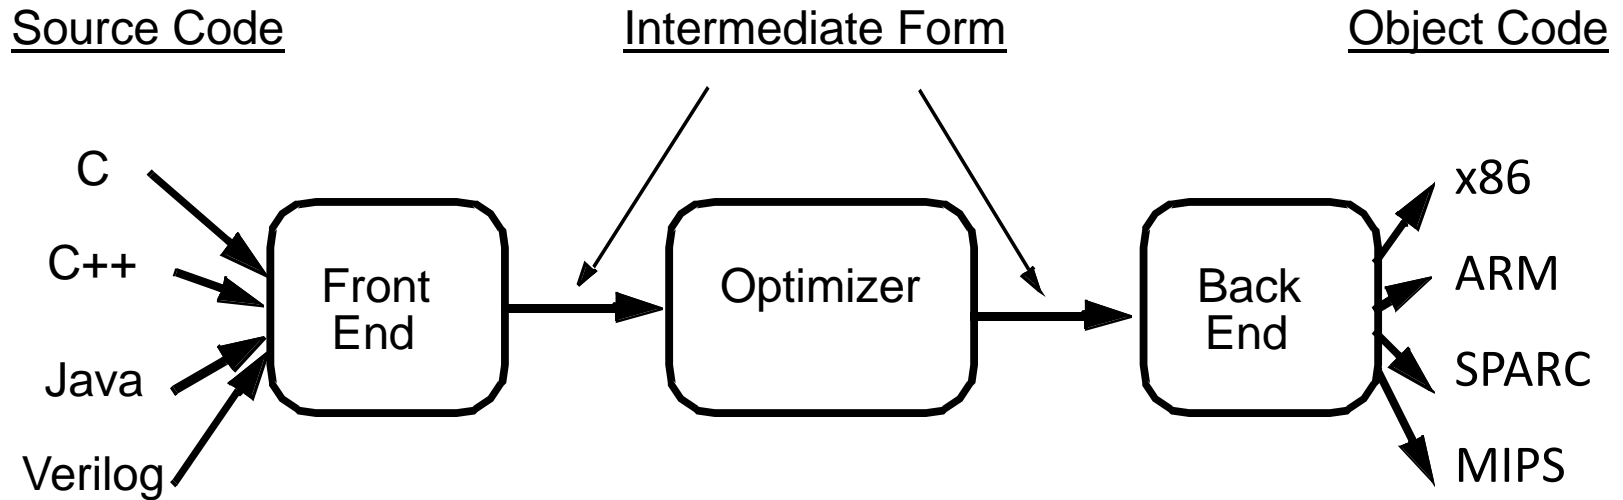 Source Code
Intermediate Form
Object Code
C
C++
Java
Verilog
Front
End
Optimizer
Back
End
x86
ARM
SPARC
MIPS